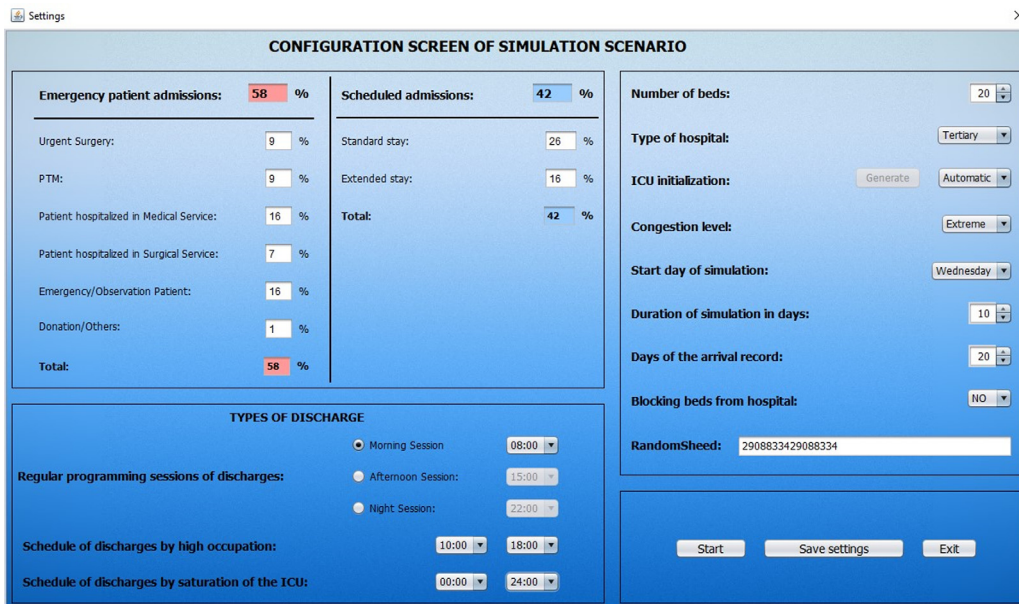 Settings
CONFIGURATION SCREEN OF SIMULATION SCENARIO
Emergency patient admissions: 58 %
Urgent Surgery: 9 %
PTM: 9 %
Patient hospitalized in Medical Service: 16 %
Patient hospitalized in Surgical Service: 7 %
Emergency/Observation Patient: 16 %
Donation/Others: 1 %
Total: 58 %
Scheduled admissions: 42 %
Standard stay: 26 %
Extended stay: 16 %
Total: 42 %
TYPES OF DISCHARGE
Regular programming sessions of discharges:
Morning Session 08:00
Afternoon Session: 15:00
Night Session: 22:00
Schedule of discharges by high occupation: 10:00 18:00
Schedule of discharges by saturation of the ICU: 00:00 24:00
Number of beds: 20
Type of hospital: Tertiary
ICU initialization: Generate Automatic
Congestion level: Extreme
Start day of simulation: Wednesday
Duration of simulation in days: 10
Days of the arrival record: 20
Blocking beds from hospital: NO
RandomSheed: 2908833429088334
Start Save settings Exit